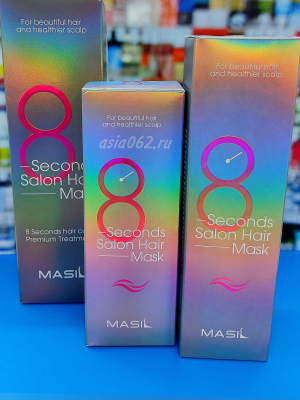 For beautiful hair
and healthier scalp
8
Seconds
Salon Hair
Mask
8 Seconds hair
Premium Treatme
MASIL
For beautiful hair
and healthier scalp
asia062.ru
8
Seconds
Salon Hair
Mask
MASIL
For beautiful hair
and healthier scalp
8
Seconds
Salon Hair
Mask
MASIL